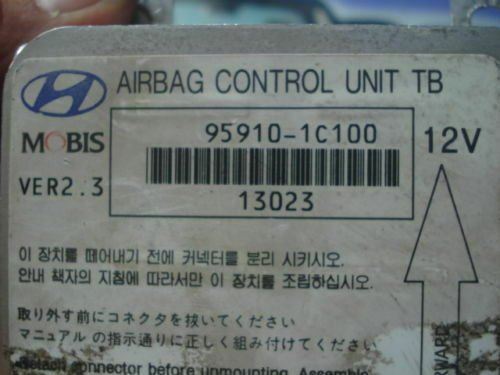 AIRBAG CONTROL UNIT TB
MOBIS
95910-1C100
12V
VER2.3
13023
이 장치를 떼어내기 전에 커넥터를 분리 시키시오.
안내 책자의 지침에 따라서만 이 장치를 조립하십시오.
取り外す前にコネクタを抜いてください
マニュアル の指示通りに正しく組み付けてください
Detach connector before unmounting. Assemble